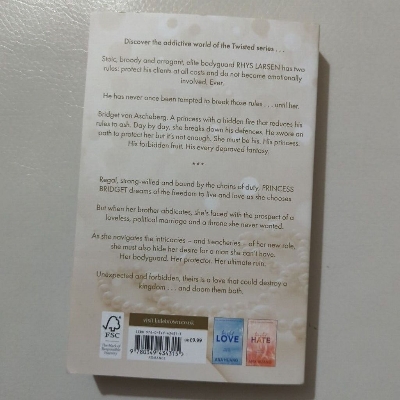 Discover the addictive world of the Twisted series . . .
Stoic, broody and arrogant, elite bodyguard RHYS LARSEN has two
rules: protect his clients at all costs and do not become emotionally
involved. Ever.
He has never once been tempted to break those rules . . . until her.
Bridget von Ascheberg. A princess with a hidden fire that reduces his
rules to ash. Day by day, she breaks down his defences. He swore an
oath to protect her but it's not enough. She must be his. His princess.
His forbidden fruit. His every depraved fantasy.
***
Regal, strong-willed and bound by the chains of duty, PRINCESS
BRIDGET dreams of the freedom to live and love as she chooses.
But when her brother abdicates, she's faced with the prospect of a
loveless, political marriage and a throne she never wanted.
As she navigates the intricacies – and treacheries – of her new role,
she must also hide her desire for a man she can't have.
Her bodyguard. Her protector. Her ultimate ruin.
Unexpected and forbidden, theirs is a love that could destroy a
kingdom . . . and doom them both.
FSC
£9.99
LOVE
HATE